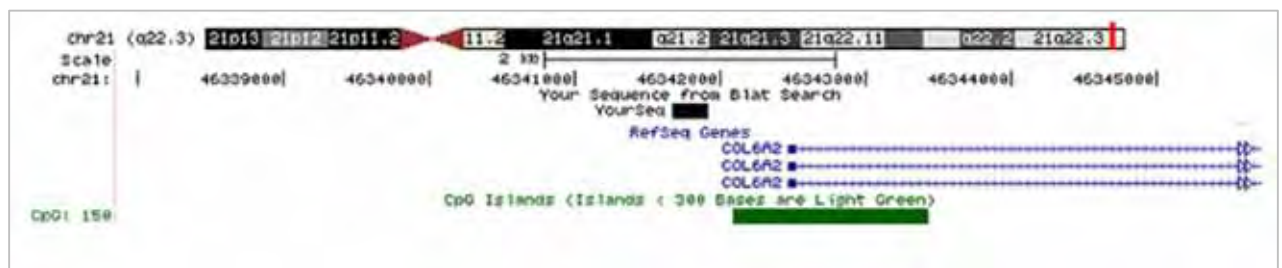 chr21 (q22.3) 21p13 21p12 21p11.2 11.2 21q21.1 q21.2 21q21.3 21q22.11 q22.2 21q22.3
Scale 2 kb
chr21: 46339000 46340000 46341000 46342000 46343000 46344000 46345000
Your Sequence from Blat Search
YourSeq
RefSeq Genes
COL6A2
COL6A2
COL6A2
CpG Islands (Islands < 300 Bases are Light Green)
CpG: 150